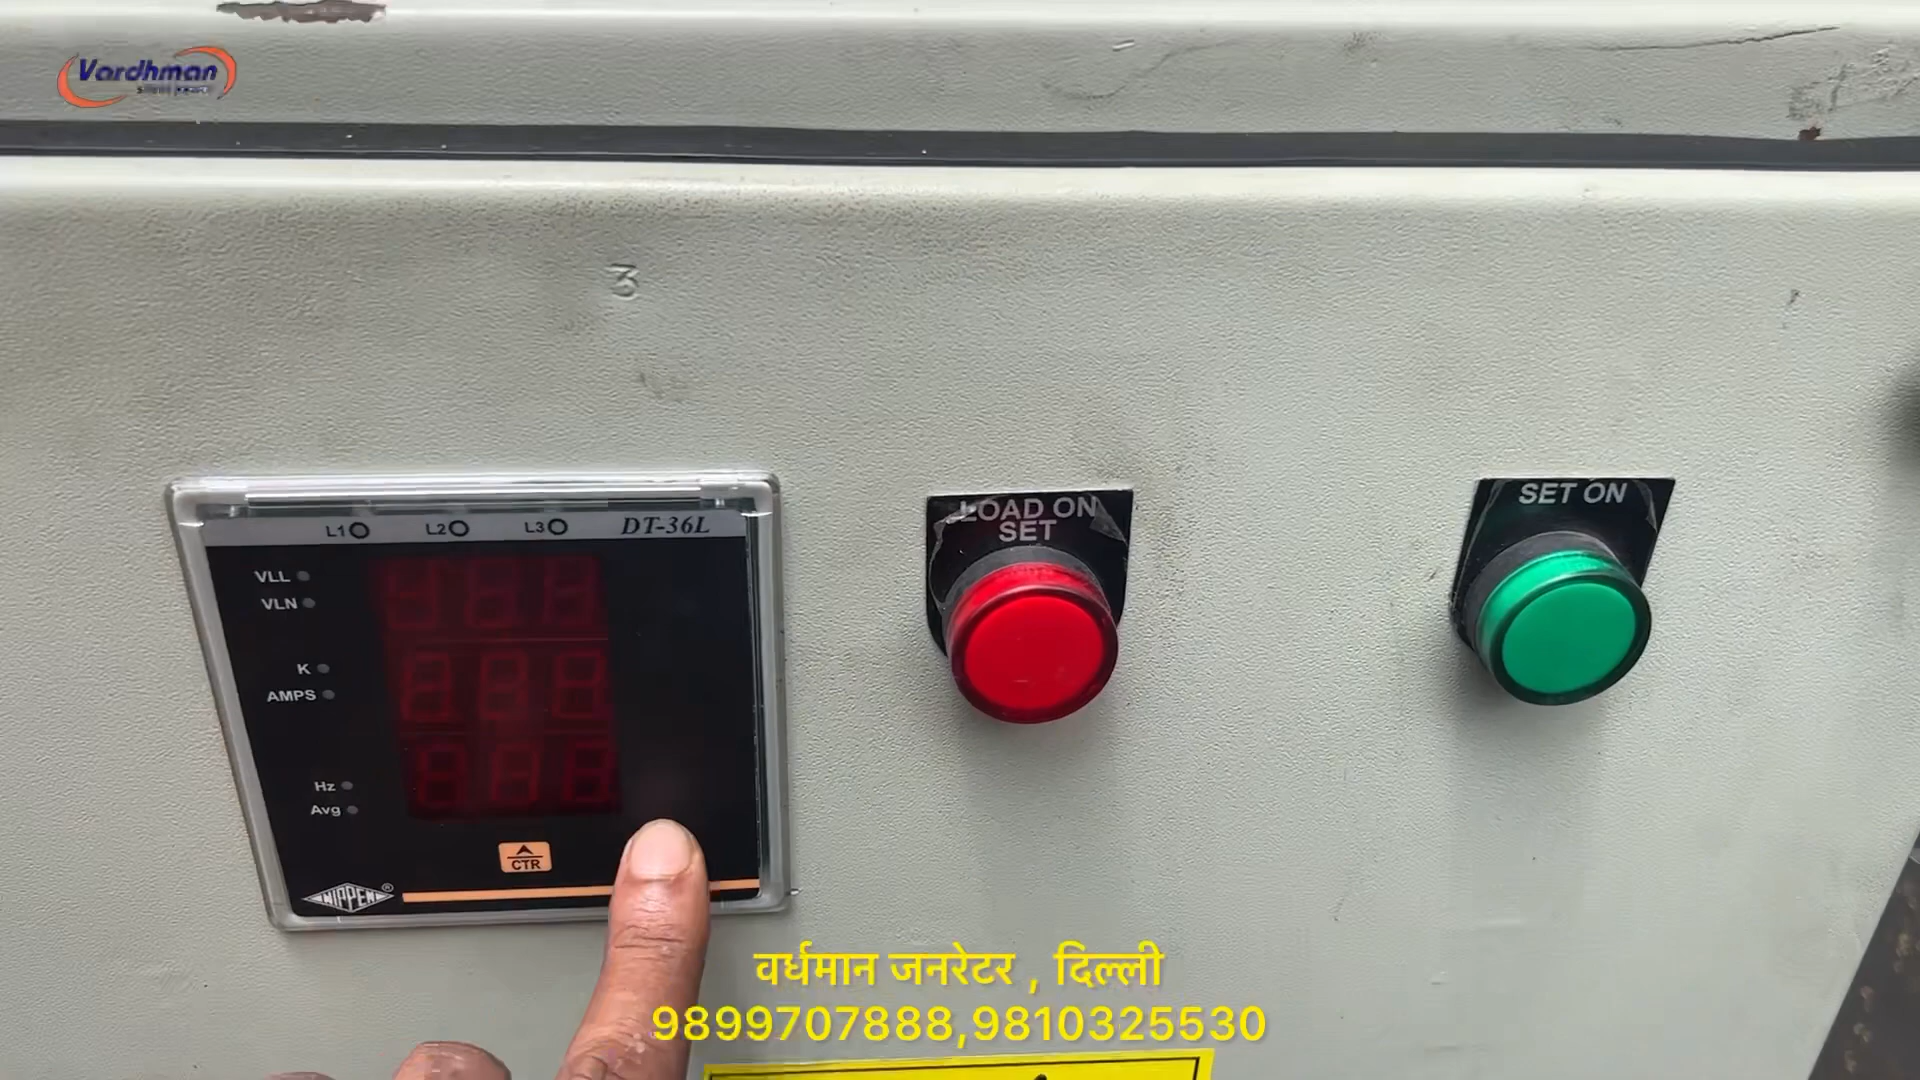 Vardhman
3
L1 L2 L3 DT-36L
VLL
VLN
K
AMPS
Hz
Avg
CTR
NIPPEN®
LOAD ON
SET
SET ON
वर्धमान जनरेटर , दिल्ली
9899707888,9810325530